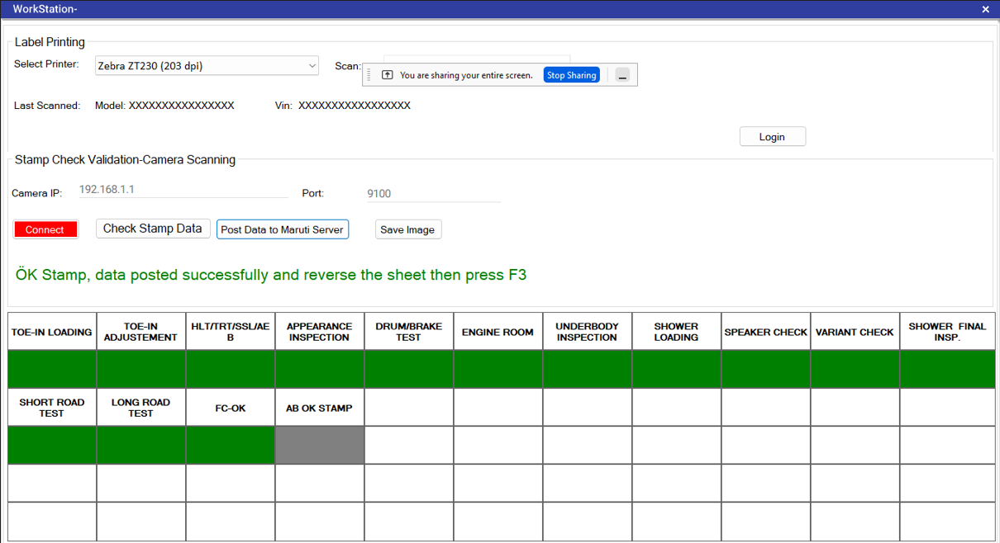 WorkStation-
Label Printing
Select Printer: Zebra ZT230 (203 dpi) Scan:
You are sharing your entire screen. Stop Sharing
Last Scanned: Model: XXXXXXXXXXXXXXXX Vin: XXXXXXXXXXXXXXXXX
Login
Stamp Check Validation-Camera Scanning
Camera IP: 192.168.1.1 Port: 9100
Connect Check Stamp Data Post Data to Maruti Server Save Image
ÖK Stamp, data posted successfully and reverse the sheet then press F3
TOE-IN LOADING
TOE-IN
ADJUSTEMENT
HLT/TRT/SSL/AE
B
APPEARANCE
INSPECTION
DRUM/BRAKE
TEST
ENGINE ROOM
UNDERBODY
INSPECTION
SHOWER
LOADING
SPEAKER CHECK
VARIANT CHECK
SHOWER FINAL
INSP.
SHORT ROAD
TEST
LONG ROAD
TEST
FC-OK
AB OK STAMP